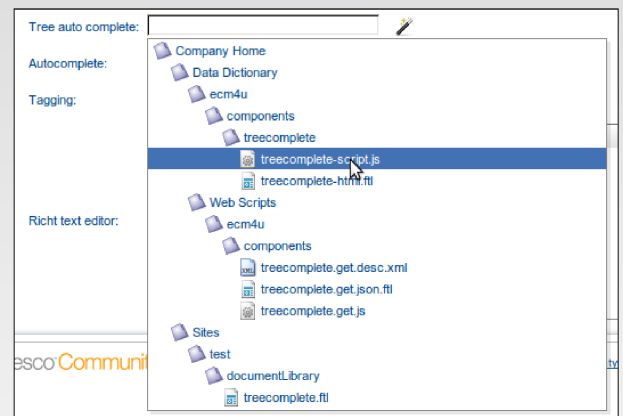 Tree auto complete:
Company Home
Autocomplete:
Data Dictionary
ecm4u
Tagging:
components
treecomplete
treecomplete-script.js
treecomplete-html.ftl
Web Scripts
Richt text editor:
ecm4u
components
treecomplete.get.desc.xml
treecomplete.get.json.ftl
treecomplete.get.js
Sites
test
esco Communit
documentLibrary
treecomplete.ftl